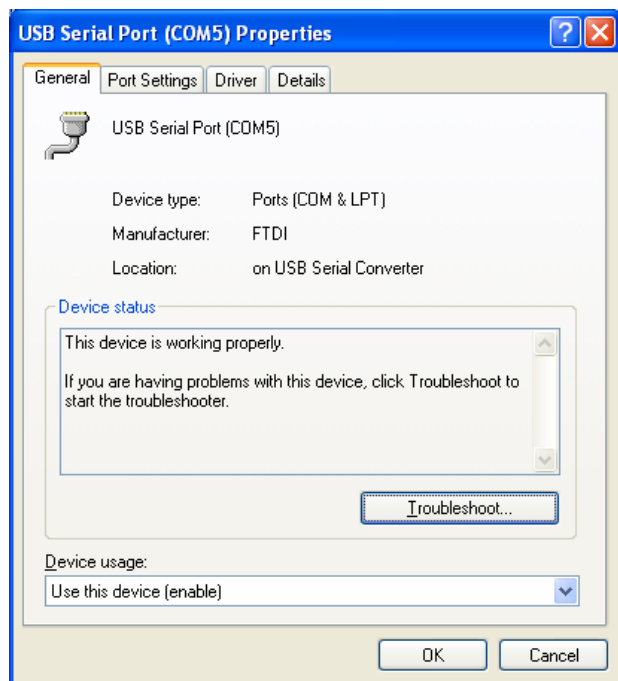 USB Serial Port (COM5) Properties
General Port Settings Driver Details
USB Serial Port (COM5)
Device type: Ports (COM & LPT)
Manufacturer: FTDI
Location: on USB Serial Converter
Device status
This device is working properly.
If you are having problems with this device, click Troubleshoot to
start the troubleshooter.
Troubleshoot...
Device usage:
Use this device (enable)
OK Cancel